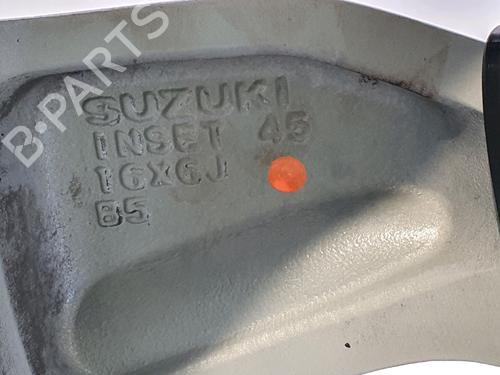 B-PARTS
SUZUKI
INSET 45
16X6J
B5